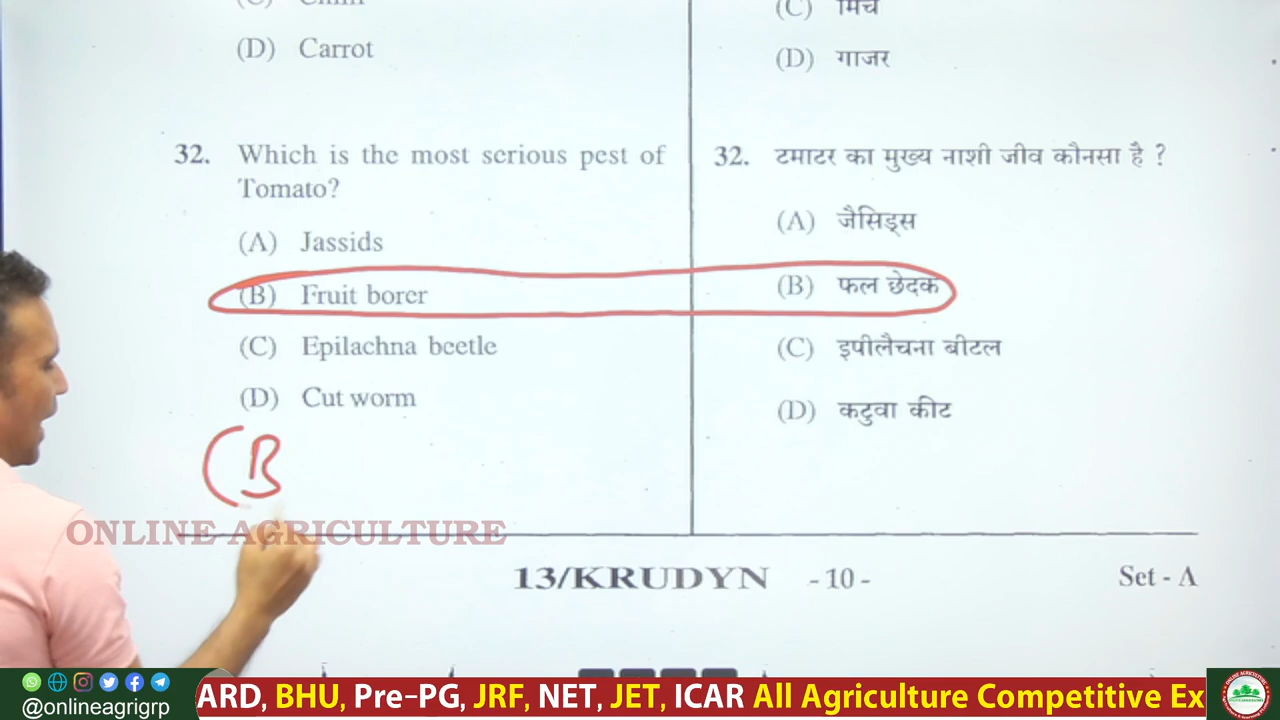 (D) Carrot
32. Which is the most serious pest of
Tomato?
(A) Jassids
(B) Fruit borer
(C) Epilachna beetle
(D) Cut worm
(B
(C) मिर्च
(D) गाजर
32. टमाटर का मुख्य नाशी जीव कौनसा है ?
(A) जैसिड्स
(B) फल छेदक
(C) इपीलैचना बीटल
(D) कटुवा कीट
ONLINE AGRICULTURE
13/KRUDYN - 10 - Set - A
@onlineagrigrp
ARD, BHU, Pre-PG, JRF, NET, JET, ICAR All Agriculture Competitive Ex